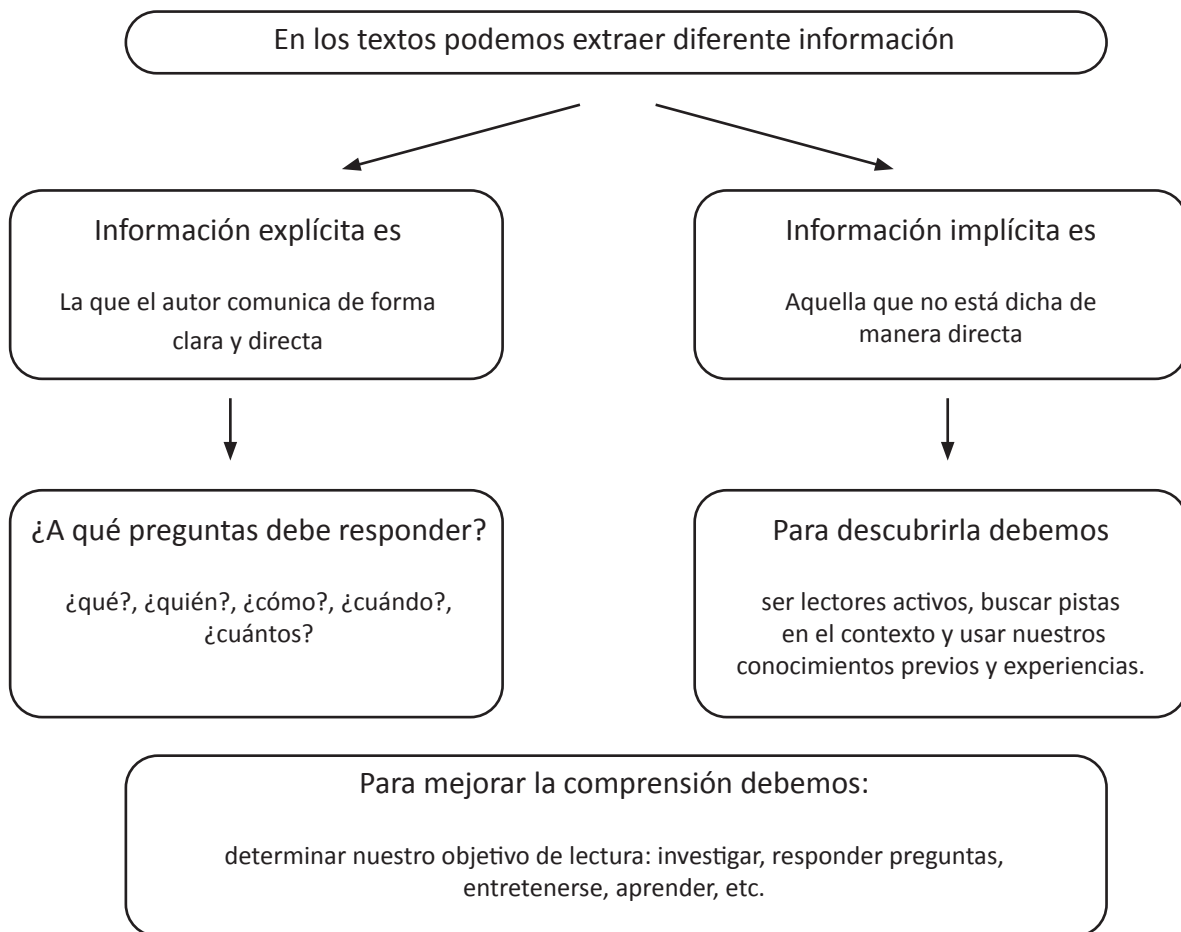 En los textos podemos extraer diferente información
Información explícita es
La que el autor comunica de forma
clara y directa
Información implícita es
Aquella que no está dicha de
manera directa
¿A qué preguntas debe responder?
¿qué?, ¿quién?, ¿cómo?, ¿cuándo?,
¿cuántos?
Para descubrirla debemos
ser lectores activos, buscar pistas
en el contexto y usar nuestros
conocimientos previos y experiencias.
Para mejorar la comprensión debemos:
determinar nuestro objetivo de lectura: investigar, responder preguntas,
entretenerse, aprender, etc.